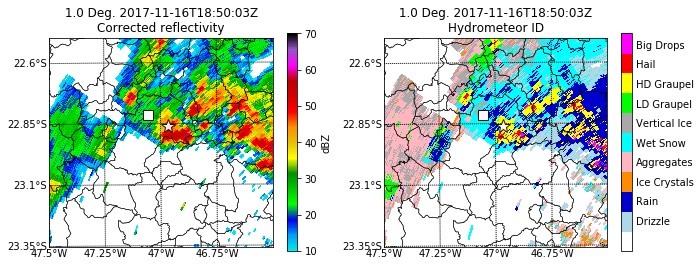 1.0 Deg. 2017-11-16T18:50:03Z
Corrected reflectivity
22.6°S
22.85°S
23.1°S
23.35°S
47.5°W
47.25°W
47°W
46.75°W
70
60
50
40
30
20
10
dBZ
1.0 Deg. 2017-11-16T18:50:03Z
Hydrometeor ID
22.6°S
22.85°S
23.1°S
23.35°S
47.5°W
47.25°W
47°W
46.75°W
Big Drops
Hail
HD Graupel
LD Graupel
Vertical Ice
Wet Snow
Aggregates
Ice Crystals
Rain
Drizzle